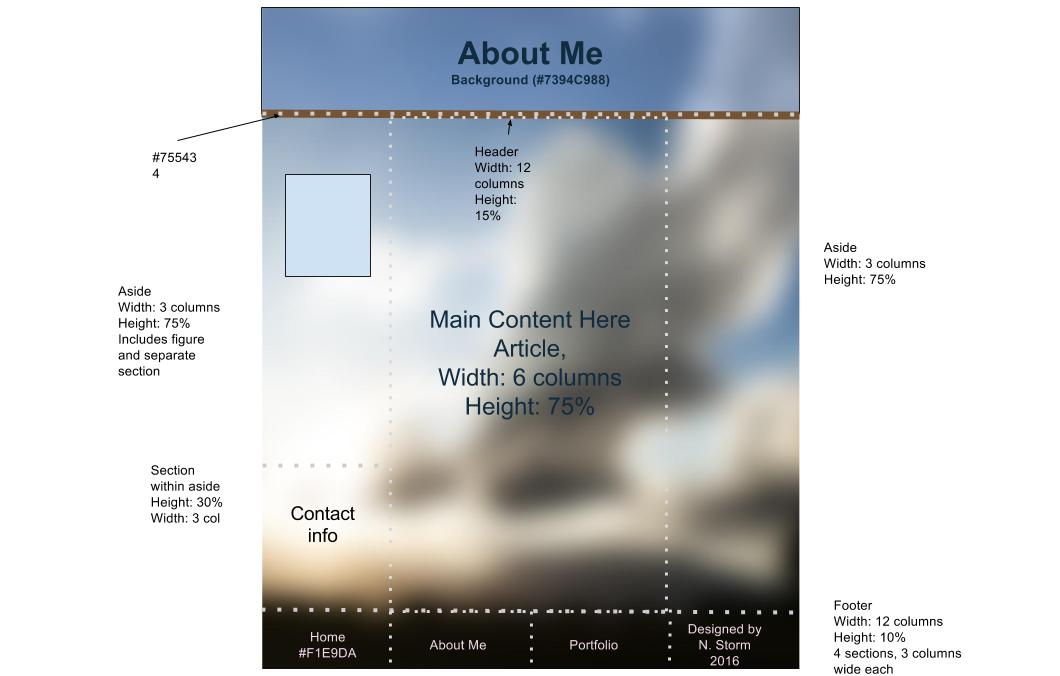 About Me
Background (#7394C988)
#75543
4
Header
Width: 12
columns
Height:
15%
Aside
Width: 3 columns
Height: 75%
Aside
Width: 3 columns
Height: 75%
Includes figure
and separate
section
Main Content Here
Article,
Width: 6 columns
Height: 75%
Section
within aside
Height: 30%
Width: 3 col
Contact
info
Footer
Width: 12 columns
Height: 10%
4 sections, 3 columns
wide each
Home
#F1E9DA
About Me
Portfolio
Designed by
N. Storm
2016